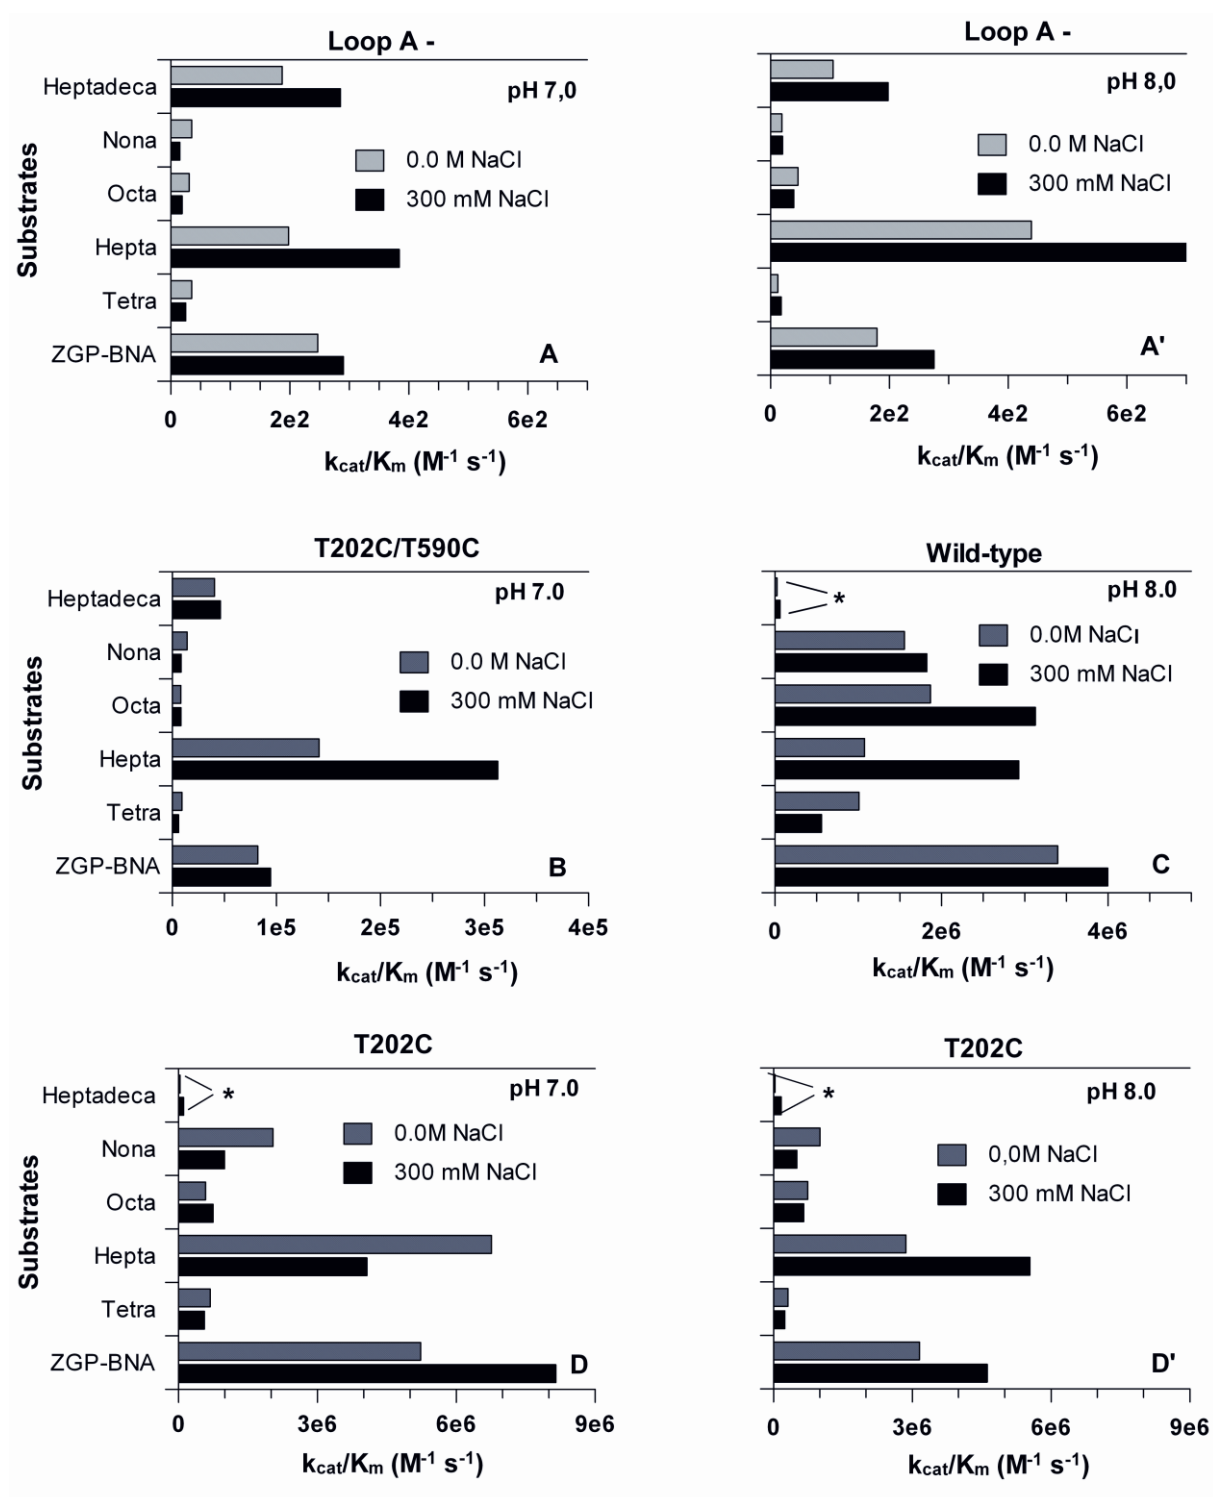 Loop A -
pH 7,0
Substrates
Heptadeca
Nona
Octa
Hepta
Tetra
ZGP-BNA
0.0 M NaCl
300 mM NaCl
A
0 2e2 4e2 6e2
kcat/Km (M-1 s-1)
Loop A -
pH 8,0
0.0 M NaCl
300 mM NaCl
A'
0 2e2 4e2 6e2
kcat/Km (M-1 s-1)
T202C/T590C
pH 7.0
Substrates
Heptadeca
Nona
Octa
Hepta
Tetra
ZGP-BNA
0.0 M NaCl
300 mM NaCl
B
0 1e5 2e5 3e5 4e5
kcat/Km (M-1 s-1)
Wild-type
pH 8.0
*
0.0M NaCl
300 mM NaCl
C
0 2e6 4e6
kcat/Km (M-1 s-1)
T202C
pH 7.0
Substrates
Heptadeca
Nona
Octa
Hepta
Tetra
ZGP-BNA
*
0.0M NaCl
300 mM NaCl
D
0 3e6 6e6 9e6
kcat/Km (M-1 s-1)
T202C
pH 8.0
*
0,0M NaCl
300 mM NaCl
D'
0 3e6 6e6 9e6
kcat/Km (M-1 s-1)